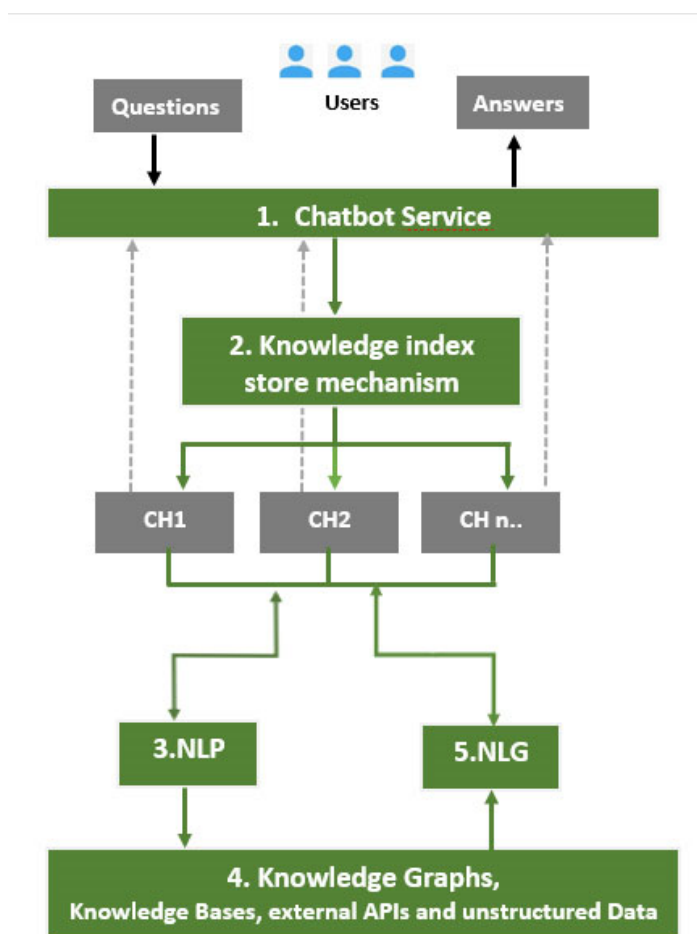 Questions
Users
Answers
1. Chatbot Service
2. Knowledge index
store mechanism
CH1
CH2
CH n..
3.NLP
5.NLG
4. Knowledge Graphs,
Knowledge Bases, external APIs and unstructured Data